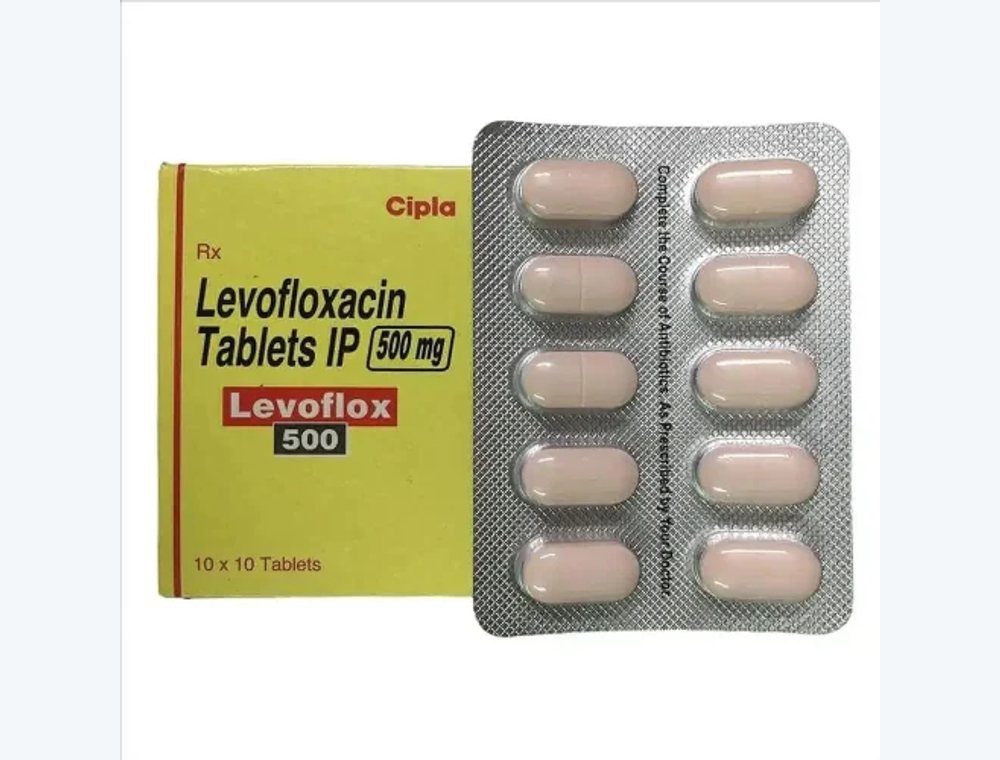 Cipla
Rx
Levofloxacin
Tablets IP 500 mg
Levoflox
500
10 x 10 Tablets
Complete the Course of Antibiotics, As Prescribed by Your Doctor